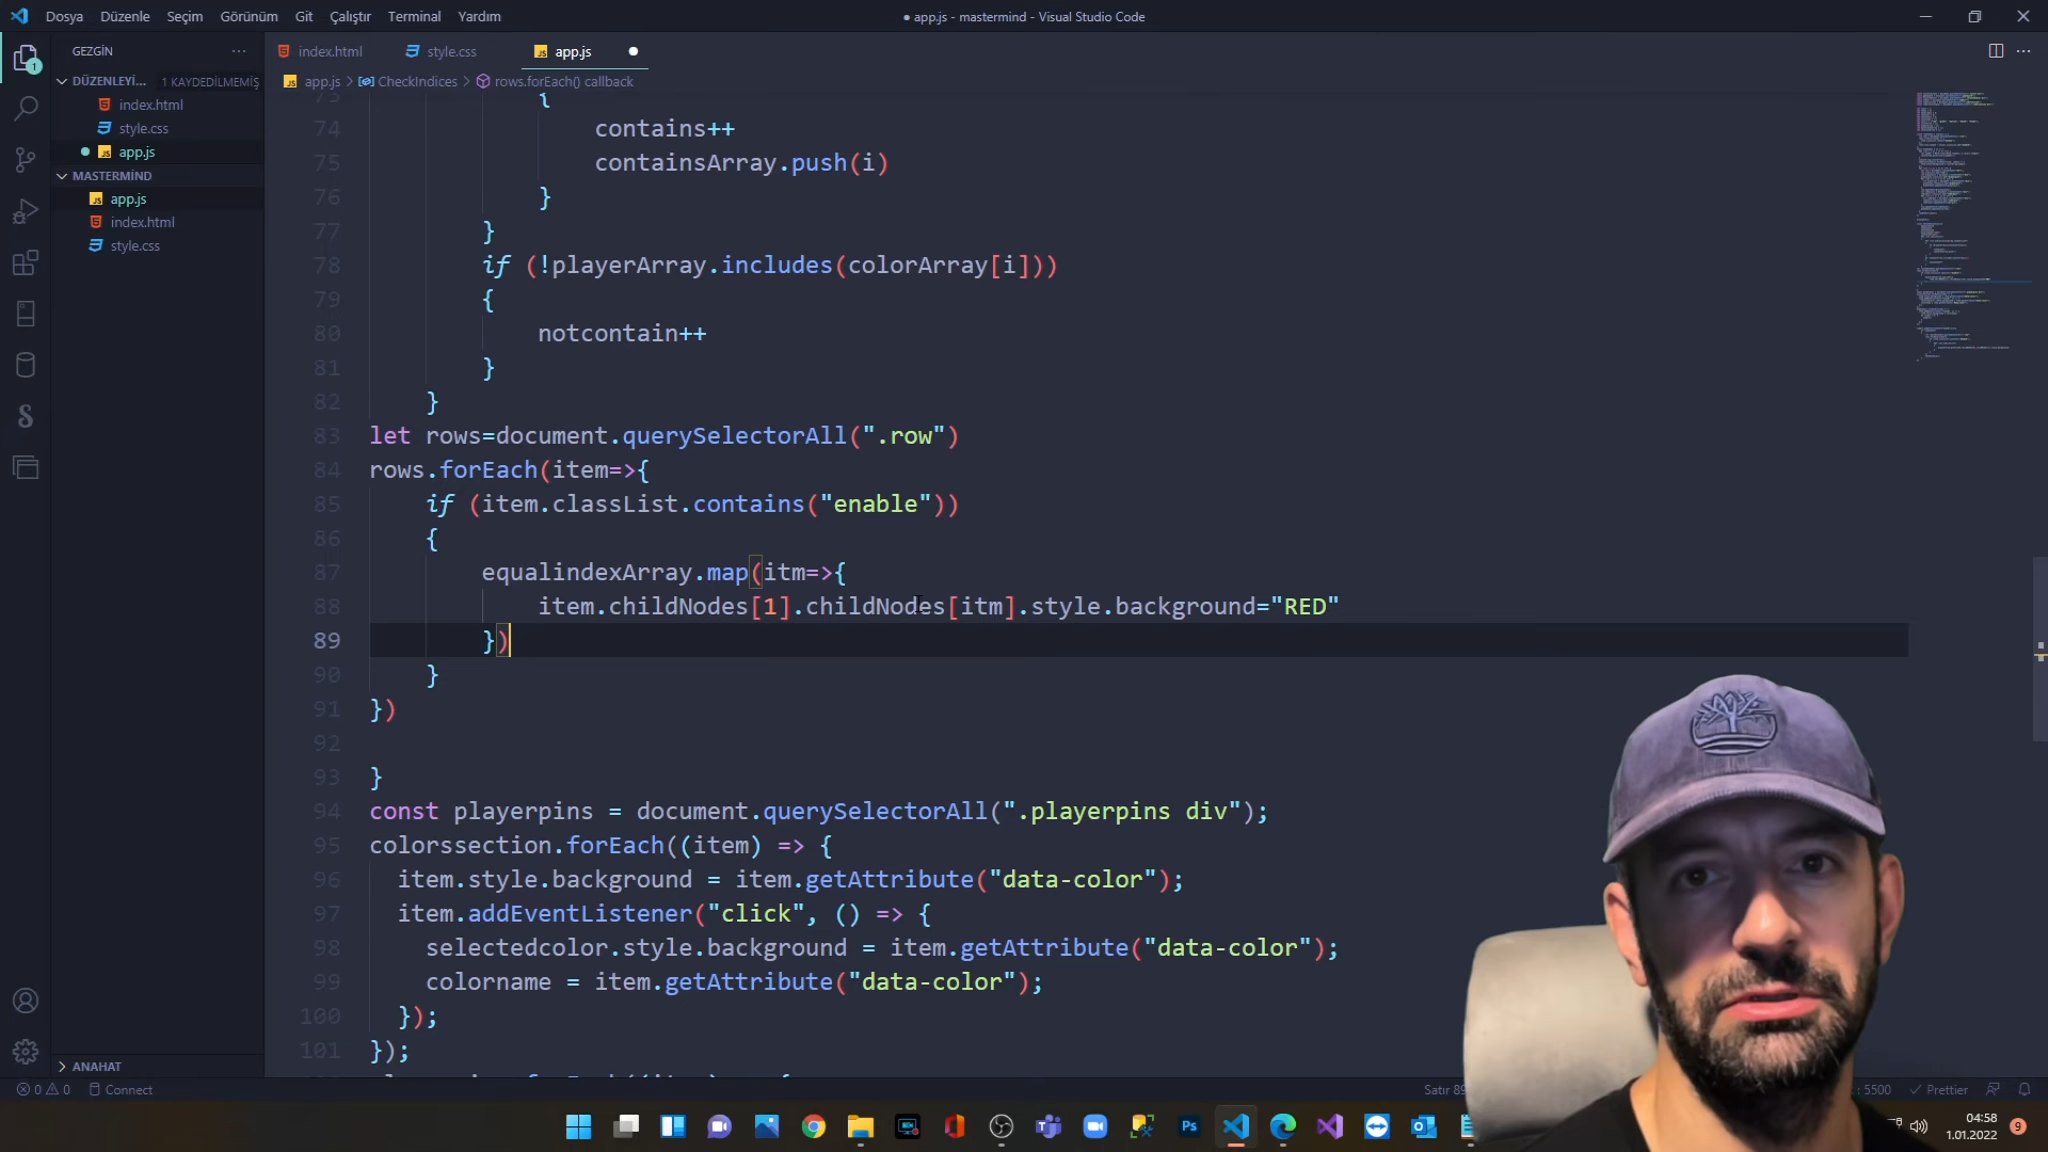 Dosya Düzenle Seçim Görünüm Git Çalıştır Terminal Yardım
● app.js - mastermind - Visual Studio Code
GEZGİN ···
index.html style.css app.js
DÜZENLEYİ... 1 KAYDEDİLMEMİŞ
app.js > CheckIndices > rows.forEach() callback
index.html
style.css
app.js
MASTERMİND
app.js
index.html
style.css
{
74 contains++
75 containsArray.push(i)
76 }
77 }
78 if (!playerArray.includes(colorArray[i]))
79 {
80 notcontain++
81 }
82 }
83 let rows=document.querySelectorAll(".row")
84 rows.forEach(item=>{
85 if (item.classList.contains("enable"))
86 {
87 equalindexArray.map(itm=>{
88 item.childNodes[1].childNodes[itm].style.background="RED"
89 })
90 }
91 })
92
93 }
94 const playerpins = document.querySelectorAll(".playerpins div");
95 colorssection.forEach((item) => {
96 item.style.background = item.getAttribute("data-color");
97 item.addEventListener("click", () => {
98 selectedcolor.style.background = item.getAttribute("data-color");
99 colorname = item.getAttribute("data-color");
100 });
101 });
ANAHAT
0 0 Connect
Satır 89
: 5500 Prettier
04:58
1.01.2022
9